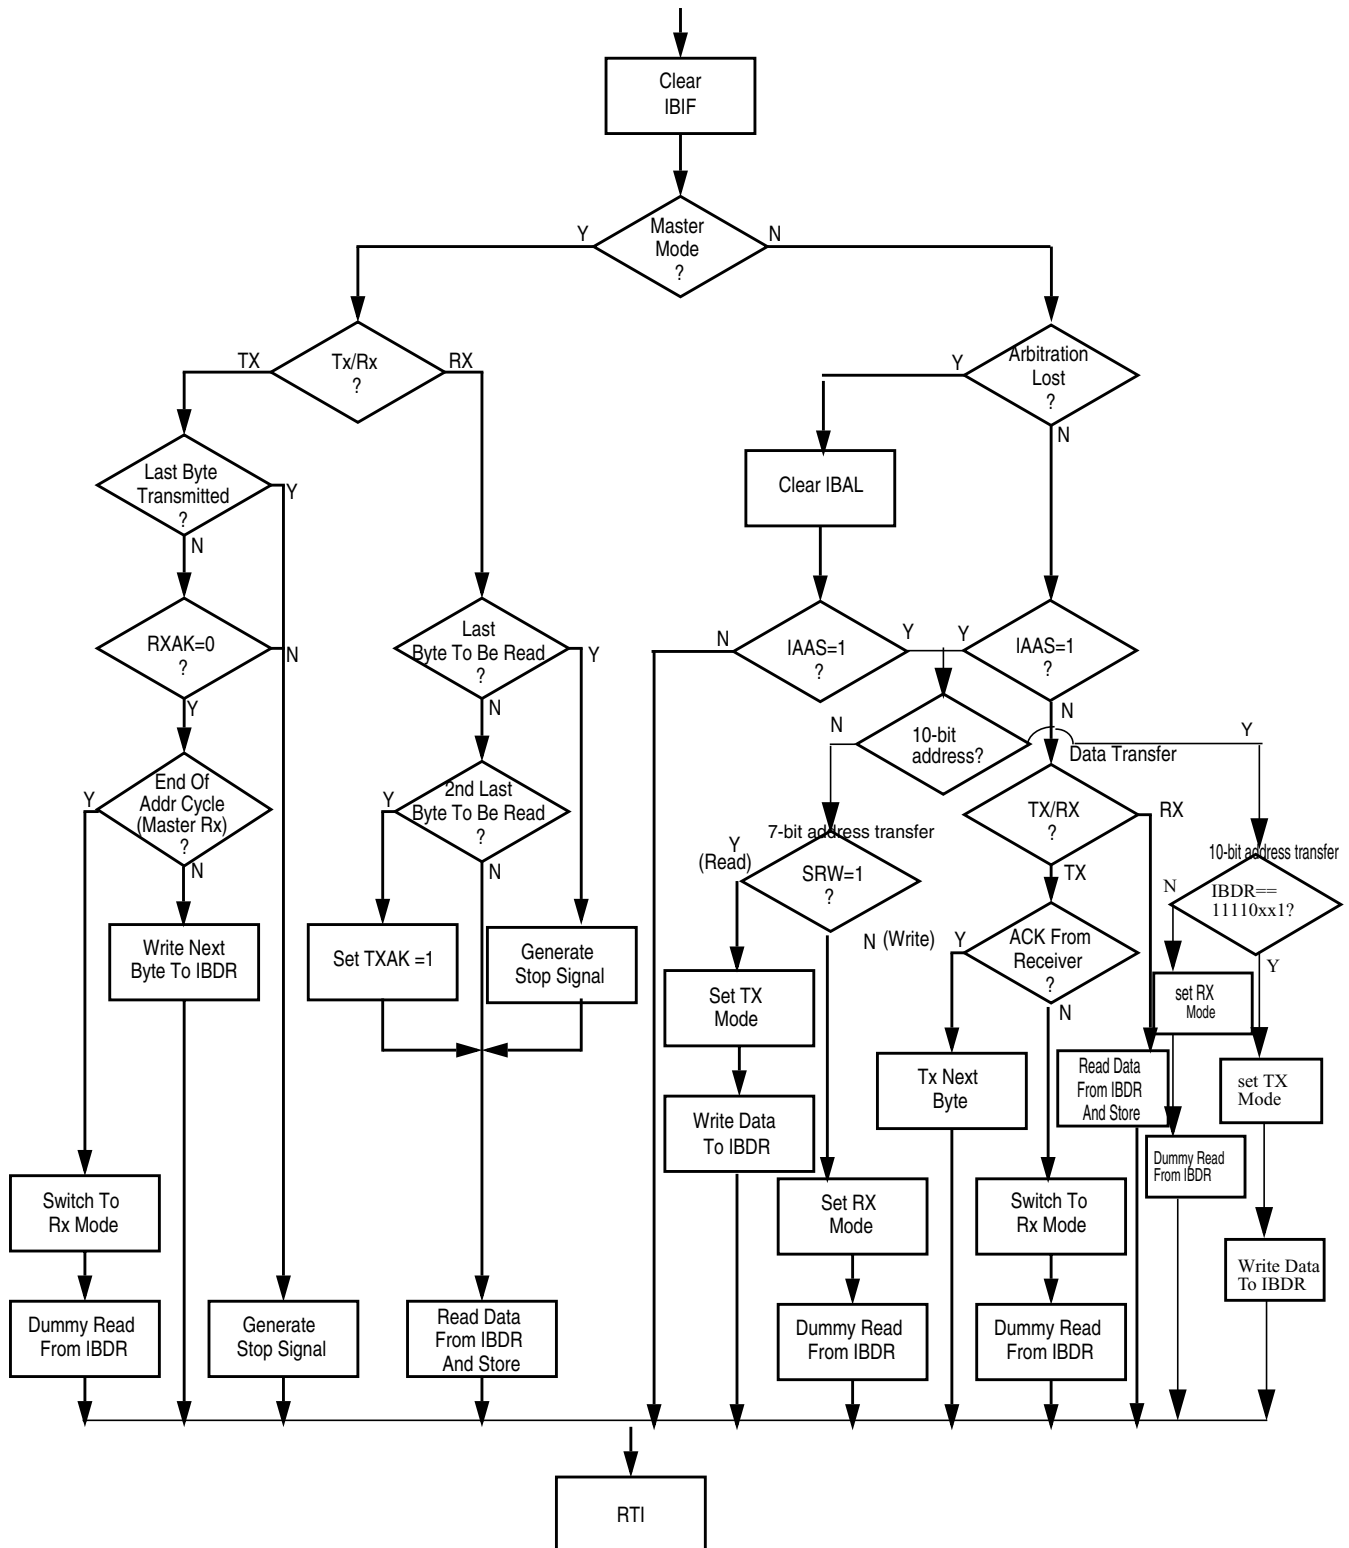 Clear
IBIF
Master
Mode
?
Y
N
Tx/Rx
?
TX
RX
Arbitration
Lost
?
Y
N
Last Byte
Transmitted
?
Y
N
Clear IBAL
RXAK=0
?
N
Y
Last
Byte To Be Read
?
Y
N
IAAS=1
?
N
Y
IAAS=1
?
Y
N
10-bit
address?
N
Y
Data Transfer
End Of
Addr Cycle
(Master Rx)
?
Y
N
2nd Last
Byte To Be Read
?
Y
N
7-bit address transfer
SRW=1
?
Y
(Read)
N (Write)
TX/RX
?
RX
TX
10-bit address transfer
IBDR==
11110xx1?
N
Y
Write Next
Byte To IBDR
Set TXAK =1
Generate
Stop Signal
Set TX
Mode
ACK From
Receiver
?
Y
N
set RX
Mode
Write Data
To IBDR
Tx Next
Byte
Read Data
From IBDR
And Store
set TX
Mode
Dummy Read
From IBDR
Switch To
Rx Mode
Set RX
Mode
Switch To
Rx Mode
Write Data
To IBDR
Dummy Read
From IBDR
Generate
Stop Signal
Read Data
From IBDR
And Store
Dummy Read
From IBDR
Dummy Read
From IBDR
RTI